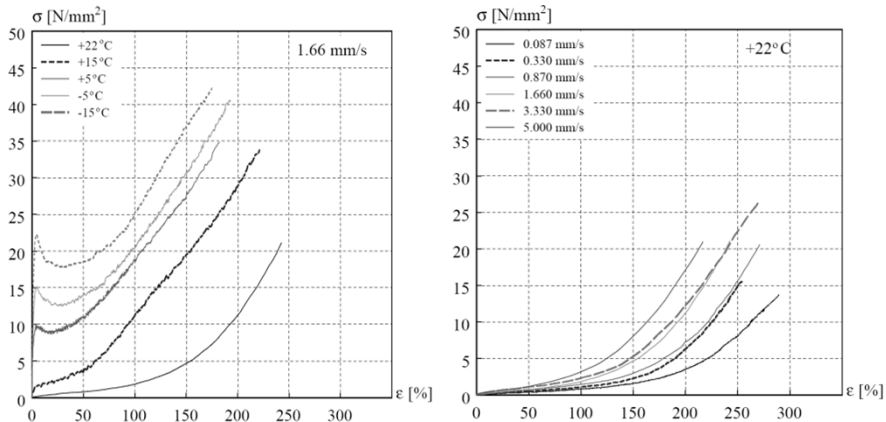 σ [N/mm²]
50
45
40
35
30
25
20
15
10
5
0
+22°C
+15°C
+5°C
-5°C
-15°C
1.66 mm/s
0 50 100 150 200 250 300
ε [%]
σ [N/mm²]
50
45
40
35
30
25
20
15
10
5
0
0.087 mm/s
0.330 mm/s
0.870 mm/s
1.660 mm/s
3.330 mm/s
5.000 mm/s
+22°C
0 50 100 150 200 250 300
ε [%]